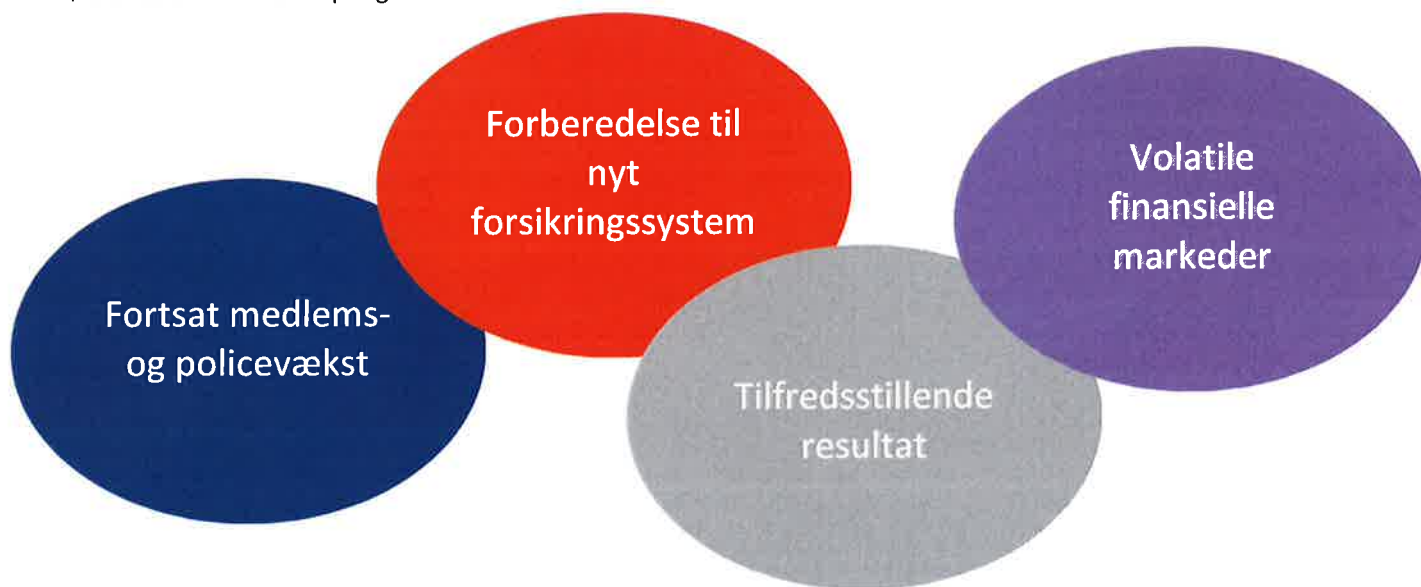 Fortsat medlems-
og policevækst
Forberedelse til
nyt
forsikringssystem
Tilfredsstillende
resultat
Volatile
finansielle
markeder